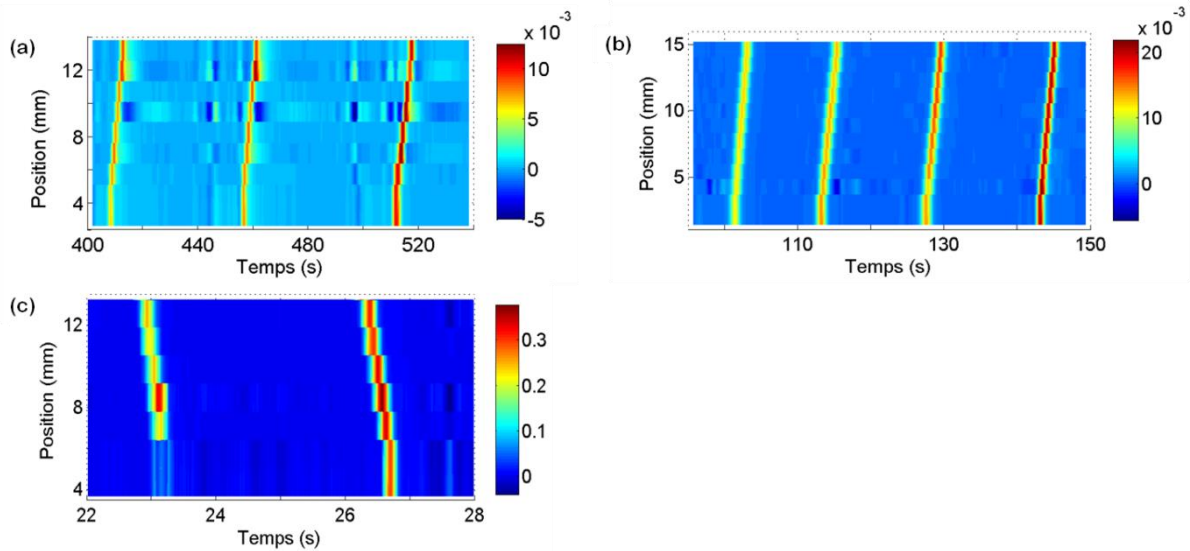 (a)
x 10⁻³
12
8
4
Position (mm)
10
5
0
-5
400 440 480 520
Temps (s)
(b)
x 10⁻³
15
10
5
Position (mm)
20
10
0
110 130 150
Temps (s)
(c)
12
8
4
Position (mm)
0.3
0.2
0.1
0
22 24 26 28
Temps (s)